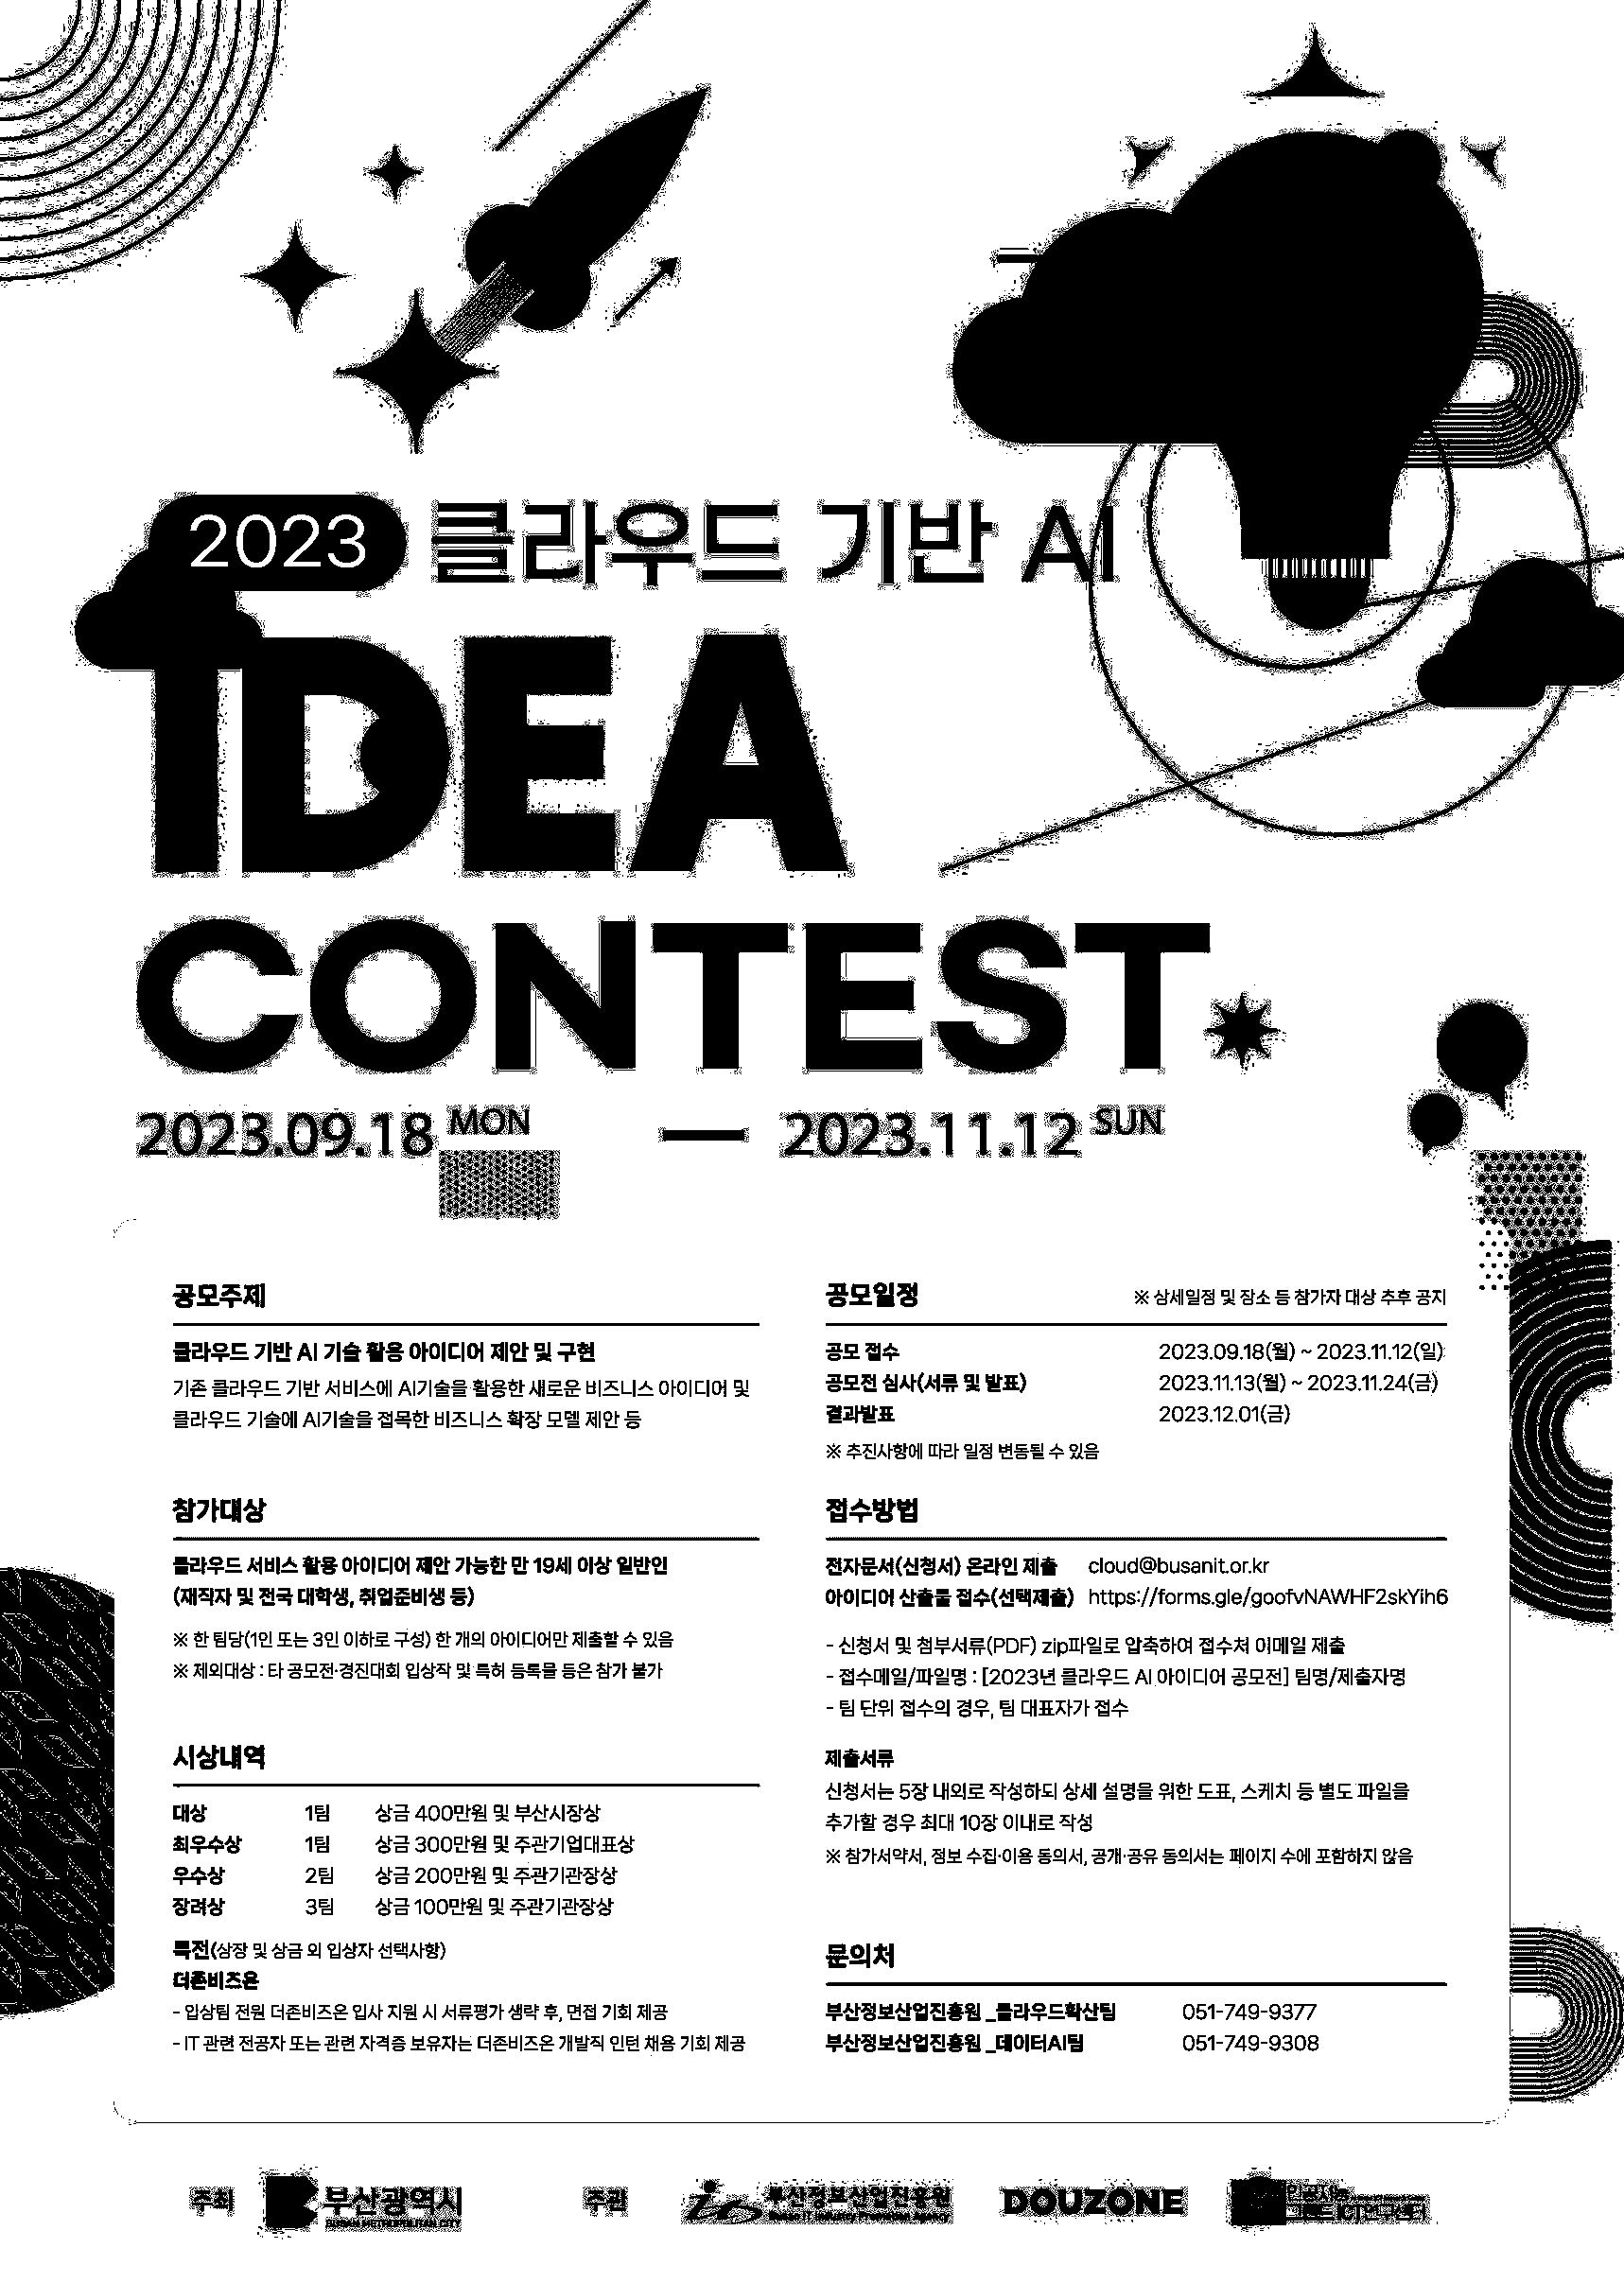 2023 클라우드 기반 AI
IDEA
CONTEST
2023.09.18 MON — 2023.11.12 SUN
공모주제
클라우드 기반 AI 기술 활용 아이디어 제안 및 구현
기존 클라우드 기반 서비스에 AI기술을 활용한 새로운 비즈니스 아이디어 및
클라우드 기술에 AI기술을 접목한 비즈니스 확장 모델 제안 등
참가대상
클라우드 서비스 활용 아이디어 제안 가능한 만 19세 이상 일반인
(재직자 및 전국 대학생, 취업준비생 등)
※ 한 팀당(1인 또는 3인 이하로 구성) 한 개의 아이디어만 제출할 수 있음
※ 제외대상 : 타 공모전·경진대회 입상작 및 특허 등록물 등은 참가 불가
시상내역
대상 1팀 상금 400만원 및 부산시장상
최우수상 1팀 상금 300만원 및 주관기업대표상
우수상 2팀 상금 200만원 및 주관기관장상
장려상 3팀 상금 100만원 및 주관기관장상
특전(상장 및 상금 외 입상자 선택사항)
더존비즈온
- 입상팀 전원 더존비즈온 입사 지원 시 서류평가 생략 후, 면접 기회 제공
- IT 관련 전공자 또는 관련 자격증 보유자는 더존비즈온 개발직 인턴 채용 기회 제공
공모일정 ※ 상세일정 및 장소 등 참가자 대상 추후 공지
공모 접수 2023.09.18(월) ~ 2023.11.12(일)
공모전 심사(서류 및 발표) 2023.11.13(월) ~ 2023.11.24(금)
결과발표 2023.12.01(금)
※ 추진사항에 따라 일정 변동될 수 있음
접수방법
전자문서(신청서) 온라인 제출 cloud@busanit.or.kr
아이디어 산출물 접수(선택제출) https://forms.gle/goofvNAWHF2skYih6
- 신청서 및 첨부서류(PDF) zip파일로 압축하여 접수처 이메일 제출
- 접수메일/파일명 : [2023년 클라우드 AI 아이디어 공모전] 팀명/제출자명
- 팀 단위 접수의 경우, 팀 대표자가 접수
제출서류
신청서는 5장 내외로 작성하되 상세 설명을 위한 도표, 스케치 등 별도 파일을
추가할 경우 최대 10장 이내로 작성
※ 참가서약서, 정보 수집·이용 동의서, 공개·공유 동의서는 페이지 수에 포함하지 않음
문의처
부산정보산업진흥원_클라우드확산팀 051-749-9377
부산정보산업진흥원_데이터AI팀 051-749-9308
주최 부산광역시
BUSAN METROPOLITAN CITY
주관 부산정보산업진흥원
Busan IT Industry Promotion Agency
DOUZONE